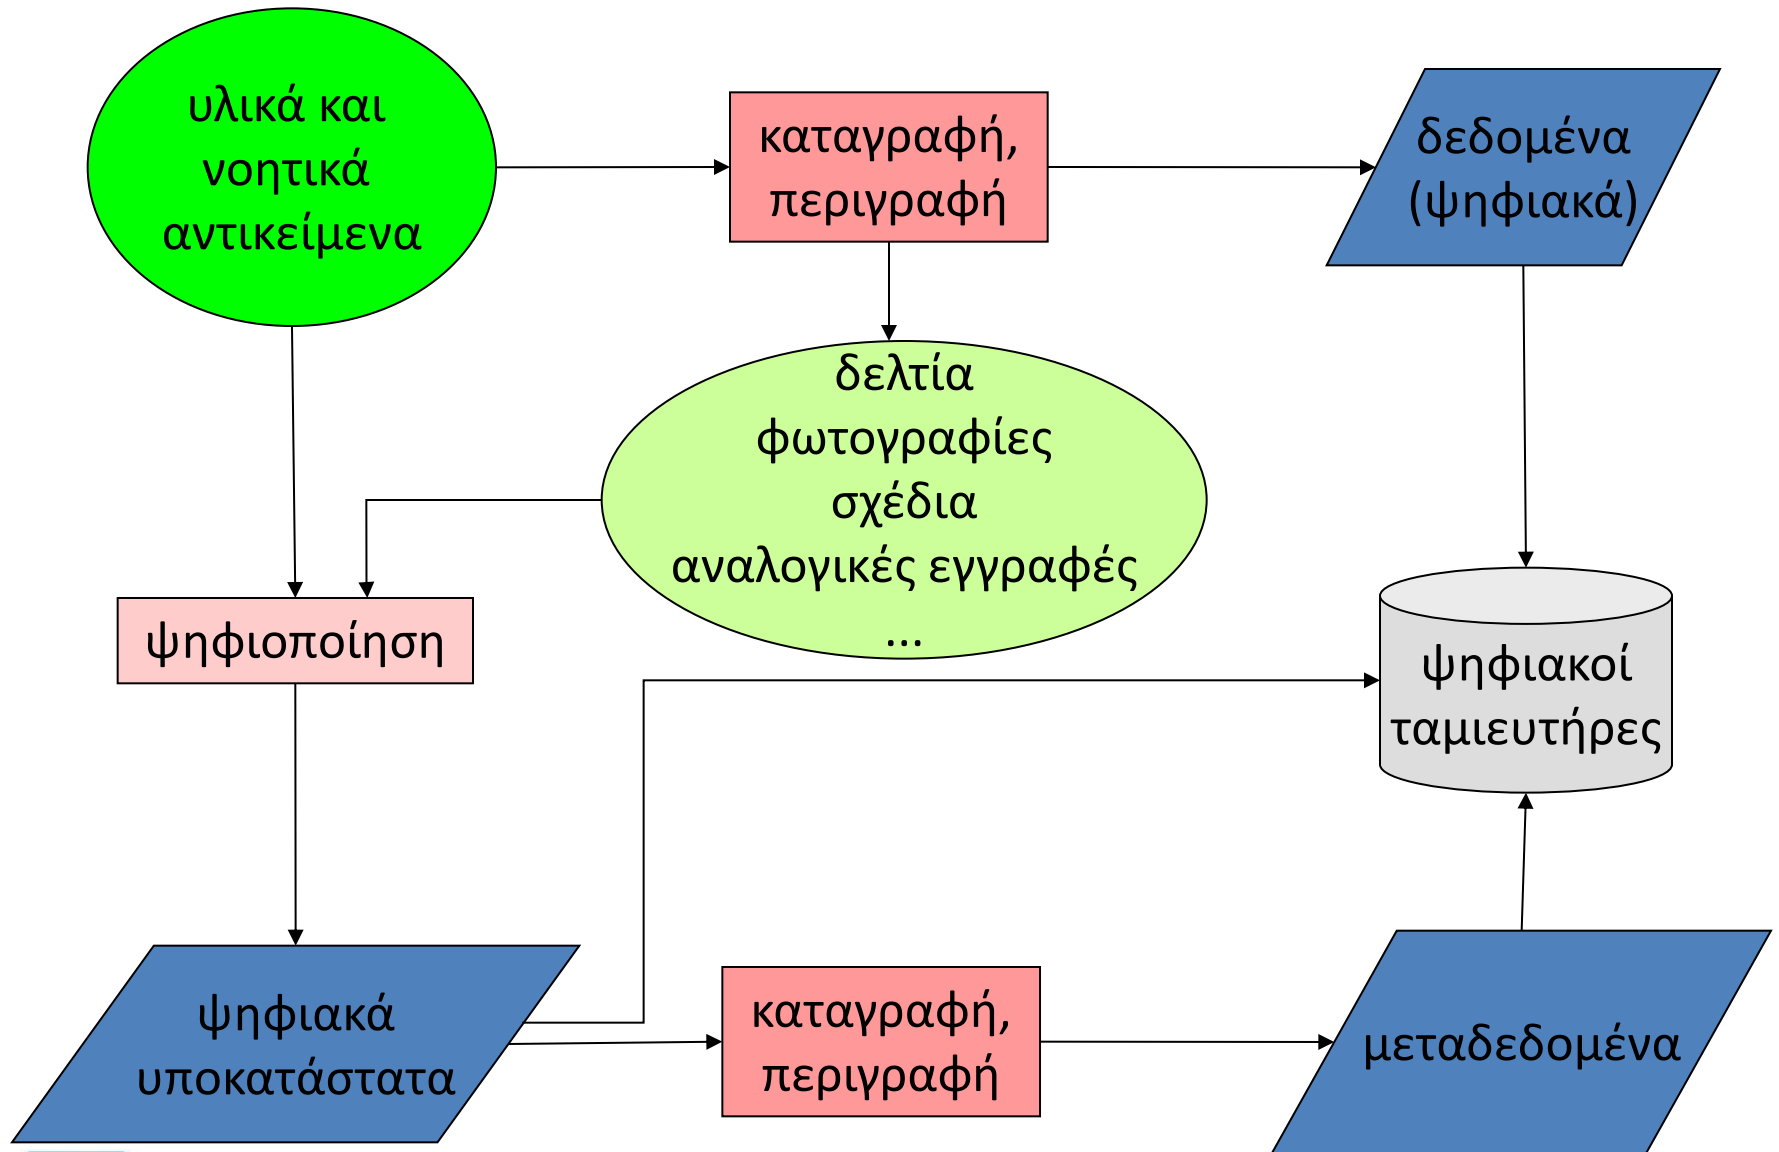 υλικά και
νοητικά
αντικείμενα
καταγραφή,
περιγραφή
δεδομένα
(ψηφιακά)
δελτία
φωτογραφίες
σχέδια
αναλογικές εγγραφές
...
ψηφιοποίηση
ψηφιακοί
ταμιευτήρες
ψηφιακά
υποκατάστατα
καταγραφή,
περιγραφή
μεταδεδομένα